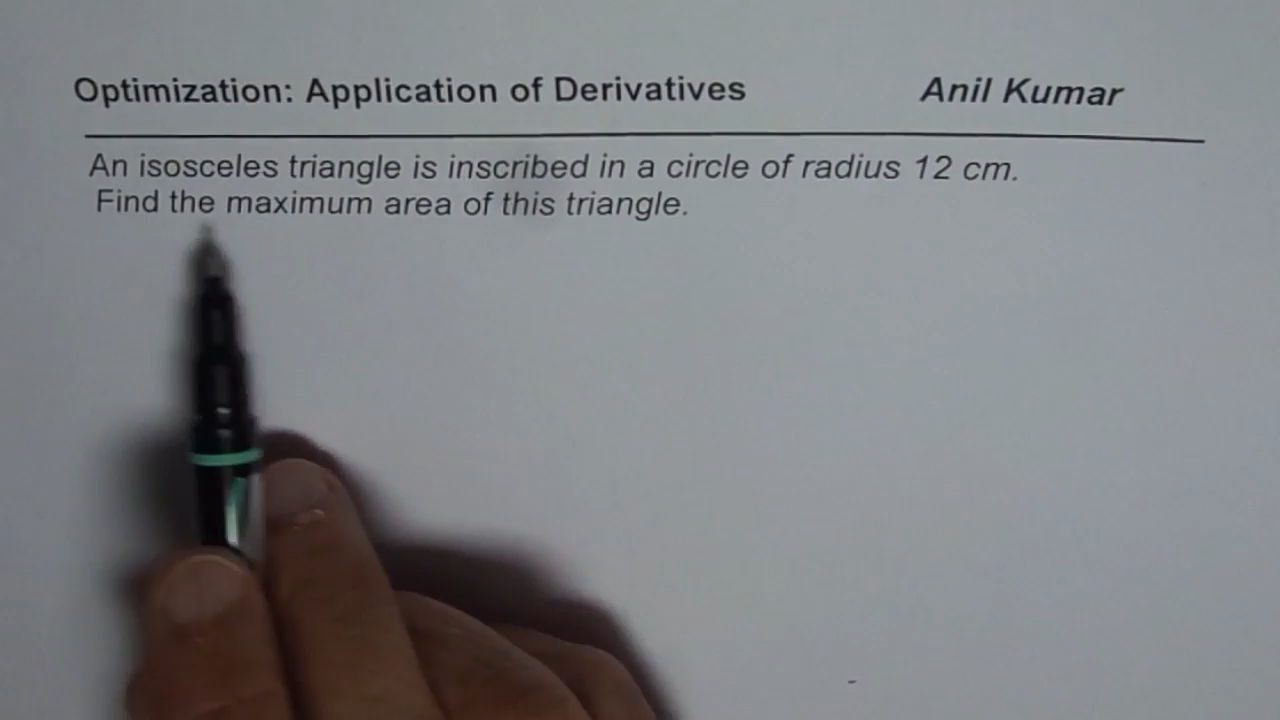 Optimization: Application of Derivatives Anil Kumar
An isosceles triangle is inscribed in a circle of radius 12 cm.
Find the maximum area of this triangle.